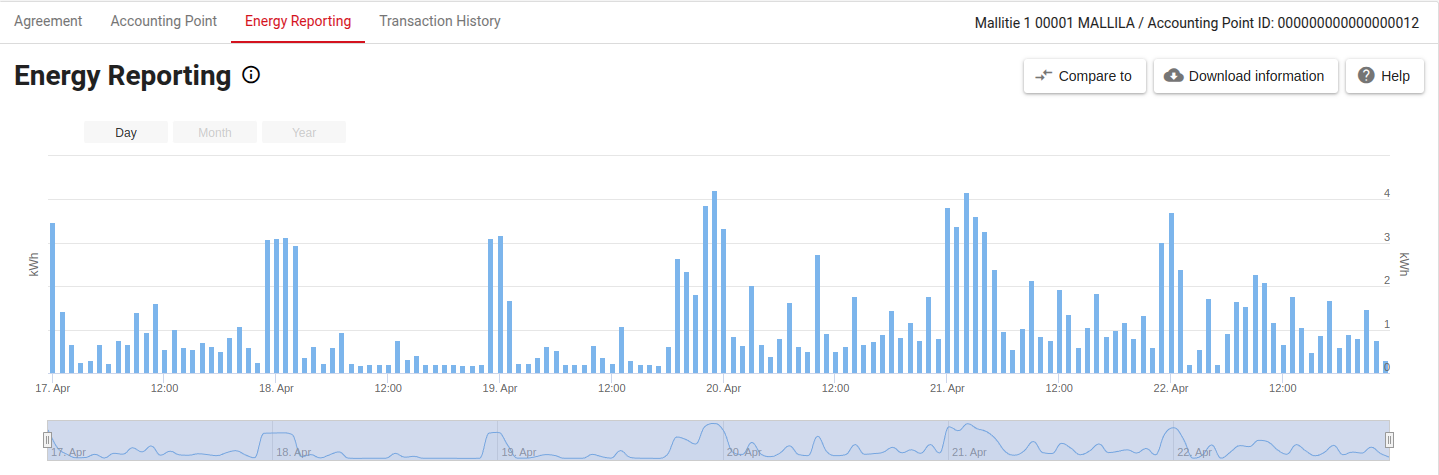 Agreement Accounting Point Energy Reporting Transaction History Mallitie 1 00001 MALLILA / Accounting Point ID: 000000000000000012
Energy Reporting Compare to Download information Help
Day Month Year
4
3
kWh kWh
2
1
0
17. Apr 12:00 18. Apr 12:00 19. Apr 12:00 20. Apr 12:00 21. Apr 12:00 22. Apr 12:00
17. Apr 18. Apr 19. Apr 20. Apr 21. Apr 22. Apr